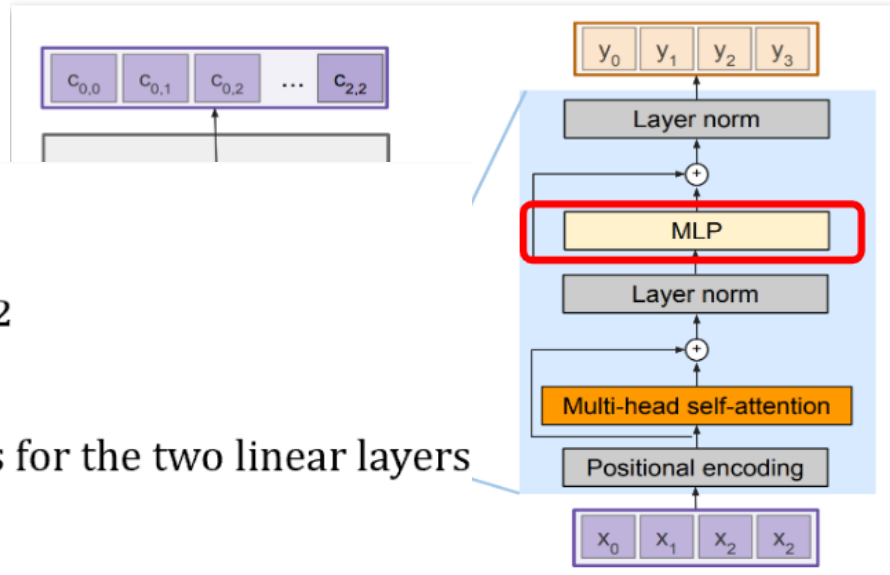 c0,0 c0,1 c0,2 ... c2,2
2
s for the two linear layers
y0 y1 y2 y3
Layer norm
+
MLP
Layer norm
+
Multi-head self-attention
Positional encoding
x0 x1 x2 x2